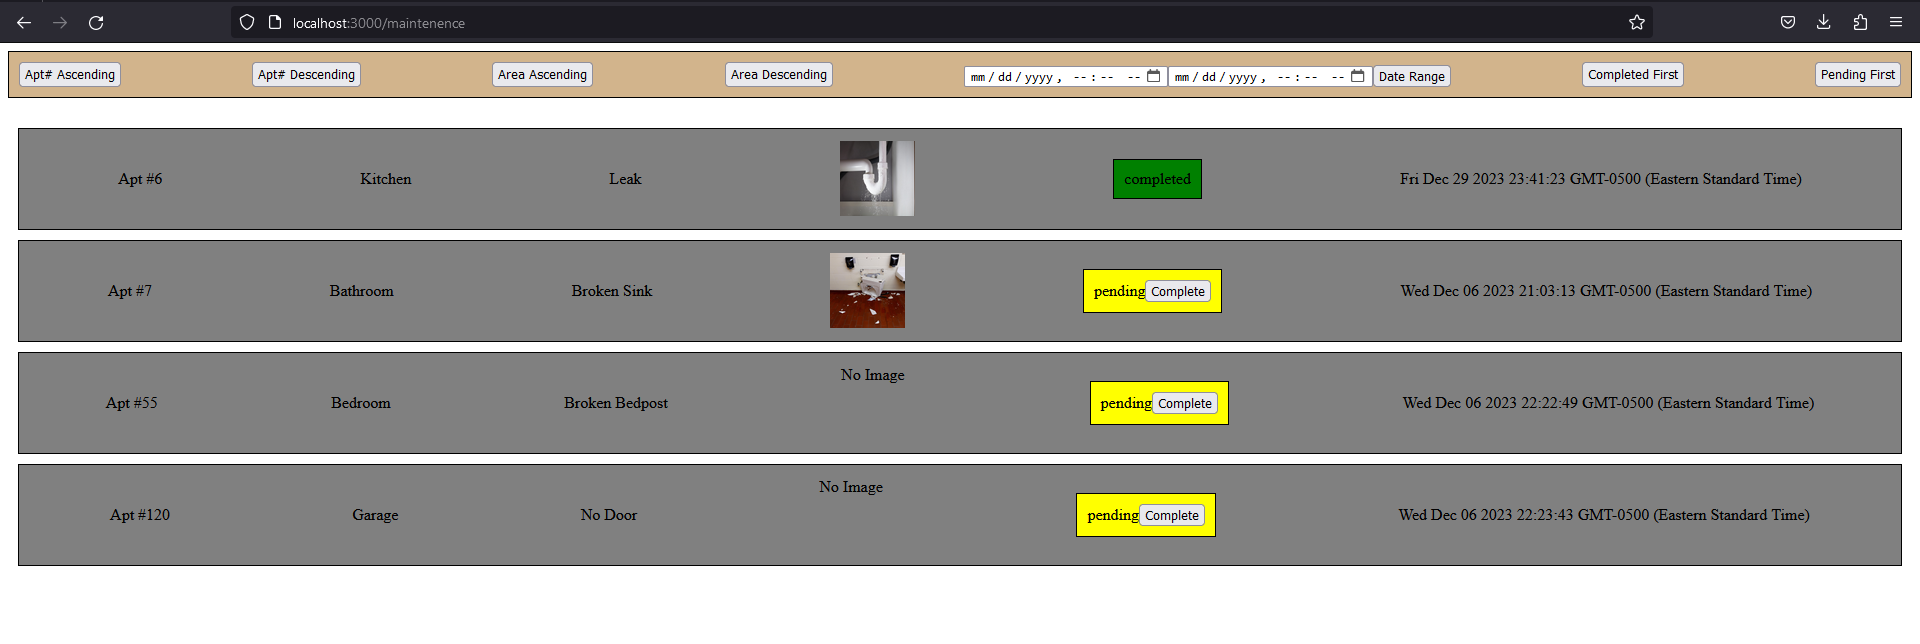 localhost:3000/maintenence
Apt# Ascending Apt# Descending Area Ascending Area Descending mm/dd/yyyy, --:-- -- mm/dd/yyyy, --:-- -- Date Range Completed First Pending First
Apt #6 Kitchen Leak completed Fri Dec 29 2023 23:41:23 GMT-0500 (Eastern Standard Time)
Apt #7 Bathroom Broken Sink pending Complete Wed Dec 06 2023 21:03:13 GMT-0500 (Eastern Standard Time)
No Image
Apt #55 Bedroom Broken Bedpost pending Complete Wed Dec 06 2023 22:22:49 GMT-0500 (Eastern Standard Time)
No Image
Apt #120 Garage No Door pending Complete Wed Dec 06 2023 22:23:43 GMT-0500 (Eastern Standard Time)